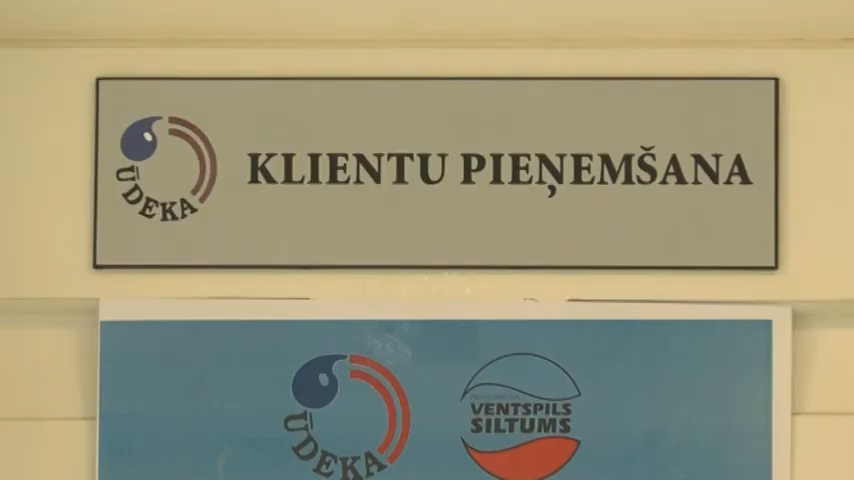 ŪDEKA
KLIENTU PIEŅEMŠANA
ŪDEKA
VENTSPILS
SILTUMS